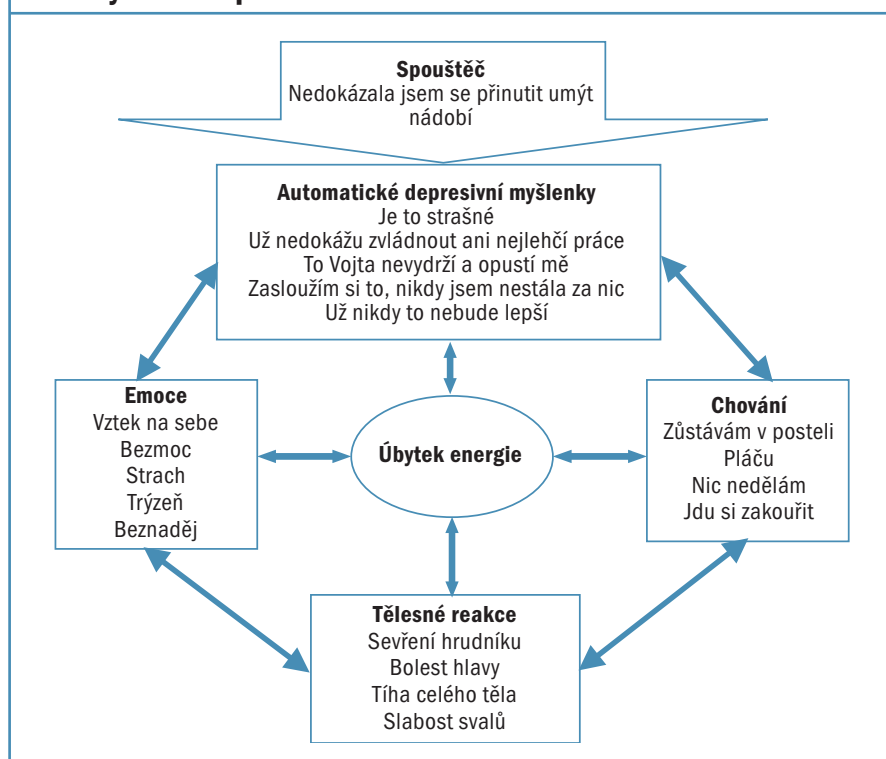 Spouštěč
Nedokázala jsem se přinutit umýt
nádobí
Automatické depresivní myšlenky
Je to strašné
Už nedokážu zvládnout ani nejlehčí práce
To Vojta nevydrží a opustí mě
Zasloužím si to, nikdy jsem nestála za nic
Už nikdy to nebude lepší
Emoce
Vztek na sebe
Bezmoc
Strach
Trýzeň
Beznaděj
Úbytek energie
Chování
Zůstávám v posteli
Pláču
Nic nedělám
Jdu si zakouřit
Tělesné reakce
Sevření hrudníku
Bolest hlavy
Tíha celého těla
Slabost svalů